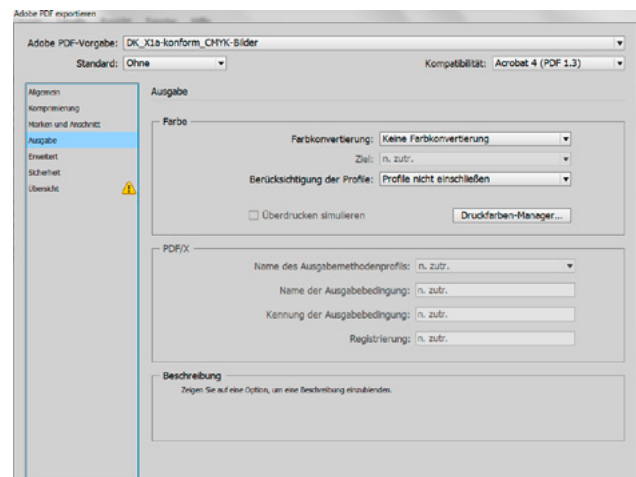 Adobe PDF exportieren
Adobe PDF-Vorgabe: DK_X1a-konform_CMYK-Bilder
Standard: Ohne Kompatibilität: Acrobat 4 (PDF 1.3)
Allgemein
Komprimierung
Marken und Anschnitt
Ausgabe
Erweitert
Sicherheit
Übersicht
Ausgabe
Farbe
Farbkonvertierung: Keine Farbkonvertierung
Ziel: n. zutr.
Berücksichtigung der Profile: Profile nicht einschließen
Überdrucken simulieren Druckfarben-Manager...
PDF/X
Name des Ausgabemethodenprofils: n. zutr.
Name der Ausgabebedingung: n. zutr.
Kennung der Ausgabebedingung: n. zutr.
Registrierung: n. zutr.
Beschreibung
Zeigen Sie auf eine Option, um eine Beschreibung einzublenden.